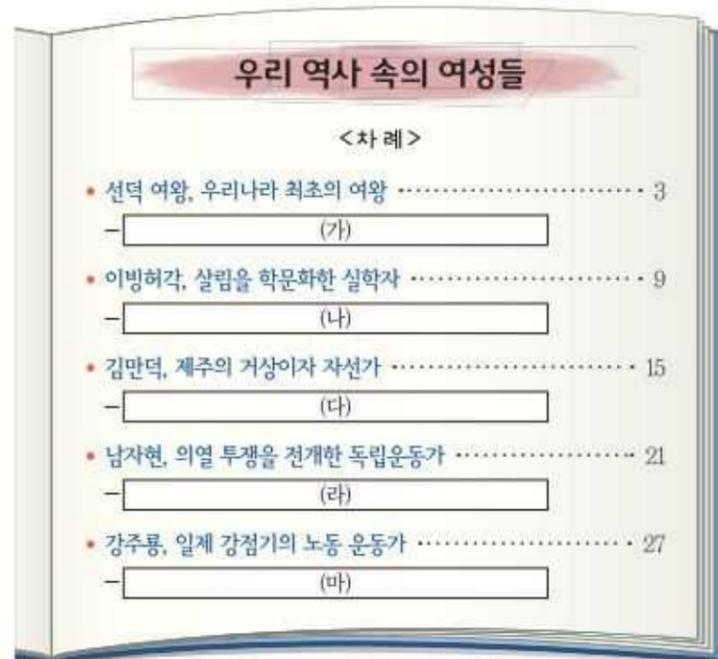 우리 역사 속의 여성들
<차 례>
• 선덕 여왕, 우리나라 최초의 여왕 ························ 3
- (가)
• 이빙허각, 살림을 학문화한 실학자 ······················ 9
- (나)
• 김만덕, 제주의 거상이자 자선가 ························ 15
- (다)
• 남자현, 의열 투쟁을 전개한 독립운동가 ················· 21
- (라)
• 강주룡, 일제 강점기의 노동 운동가 ····················· 27
- (마)